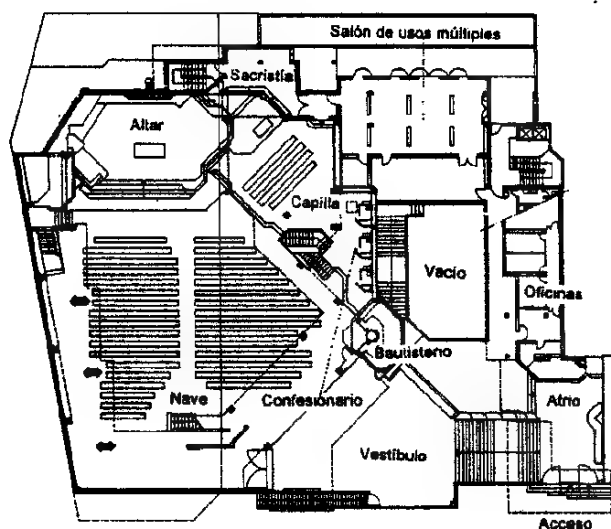 Salón de usos múltiples
Sacristía
Altar
Capilla
Vacío
Oficinas
Bautisterio
Nave
Confesionario
Atrio
Vestíbulo
Acceso